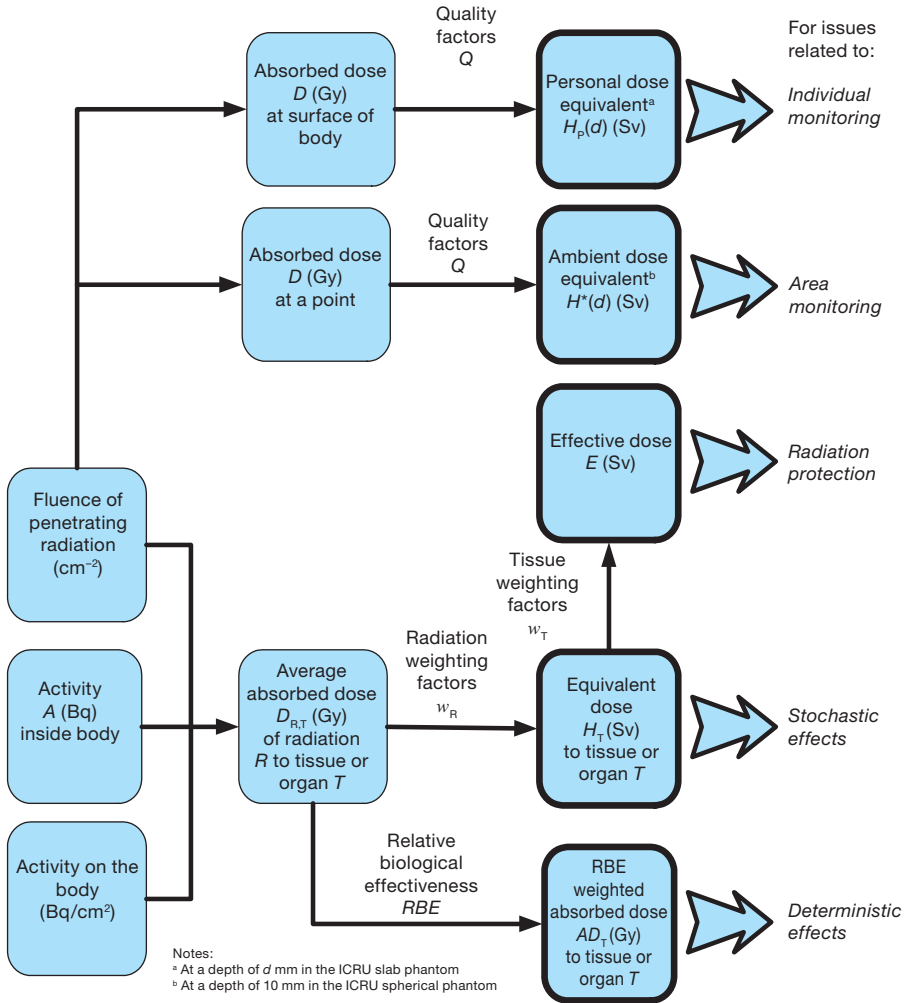 Quality
factors
Q
For issues
related to:
Absorbed dose
D (Gy)
at surface of
body
Personal dose
equivalentᵃ
H_P(d) (Sv)
Individual
monitoring
Quality
factors
Q
Absorbed dose
D (Gy)
at a point
Ambient dose
equivalentᵇ
H*(d) (Sv)
Area
monitoring
Effective dose
E (Sv)
Radiation
protection
Fluence of
penetrating
radiation
(cm⁻²)
Tissue
weighting
factors
w_T
Radiation
weighting
factors
w_R
Activity
A (Bq)
inside body
Average
absorbed dose
D_R,T (Gy)
of radiation
R to tissue or
organ T
Equivalent
dose
H_T (Sv)
to tissue or
organ T
Stochastic
effects
Activity on the
body
(Bq/cm²)
Relative
biological
effectiveness
RBE
RBE
weighted
absorbed dose
AD_T (Gy)
to tissue or
organ T
Deterministic
effects
Notes:
ᵃ At a depth of d mm in the ICRU slab phantom
ᵇ At a depth of 10 mm in the ICRU spherical phantom